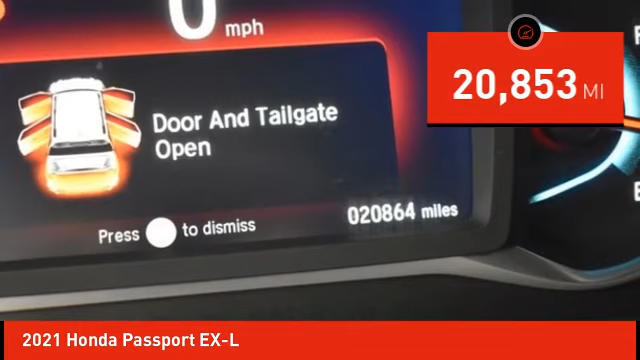 0 mph
20,853 MI
Door And Tailgate
Open
020864 miles
Press to dismiss
2021 Honda Passport EX-L